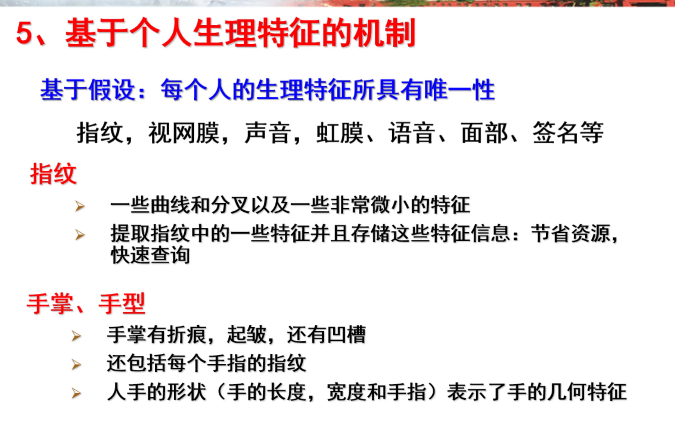 5、基于个人生理特征的机制
基于假设：每个人的生理特征所具有唯一性
指纹，视网膜，声音，虹膜、语音、面部、签名等
指纹
一些曲线和分叉以及一些非常微小的特征
提取指纹中的一些特征并且存储这些特征信息：节省资源，
快速查询
手掌、手型
手掌有折痕，起皱，还有凹槽
还包括每个手指的指纹
人手的形状（手的长度，宽度和手指）表示了手的几何特征